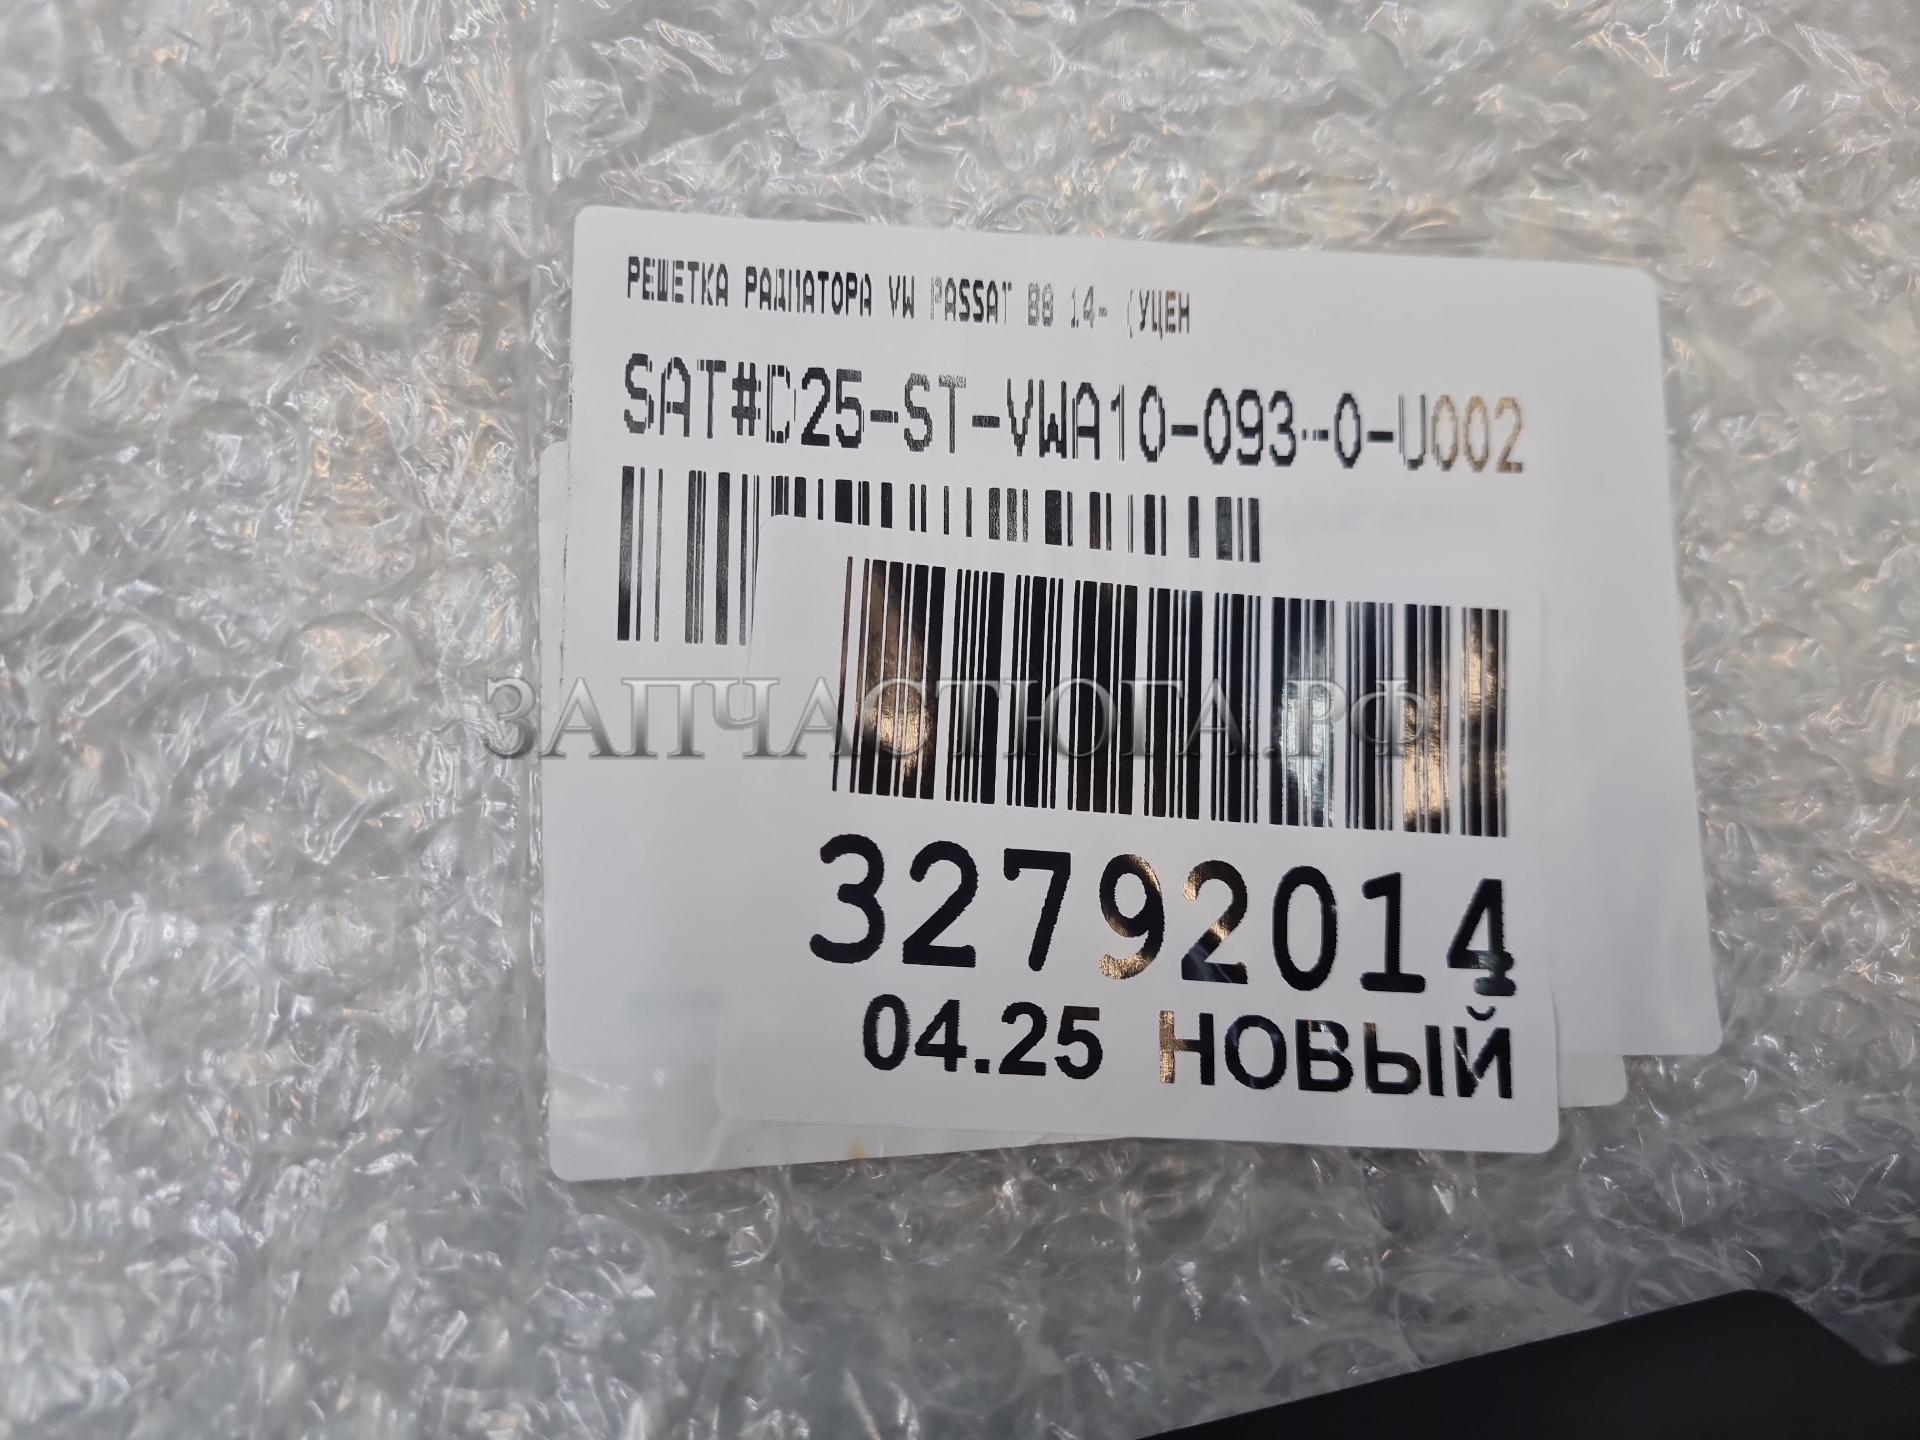 РЕШЕТКА РАДИАТОРА VW PASSAT B8 14- (УЦЕН
SAT#D25-ST-VWA10-093-0-U002
ЗАПЧАСТЮГА.РФ
32792014
04.25 НОВЫЙ